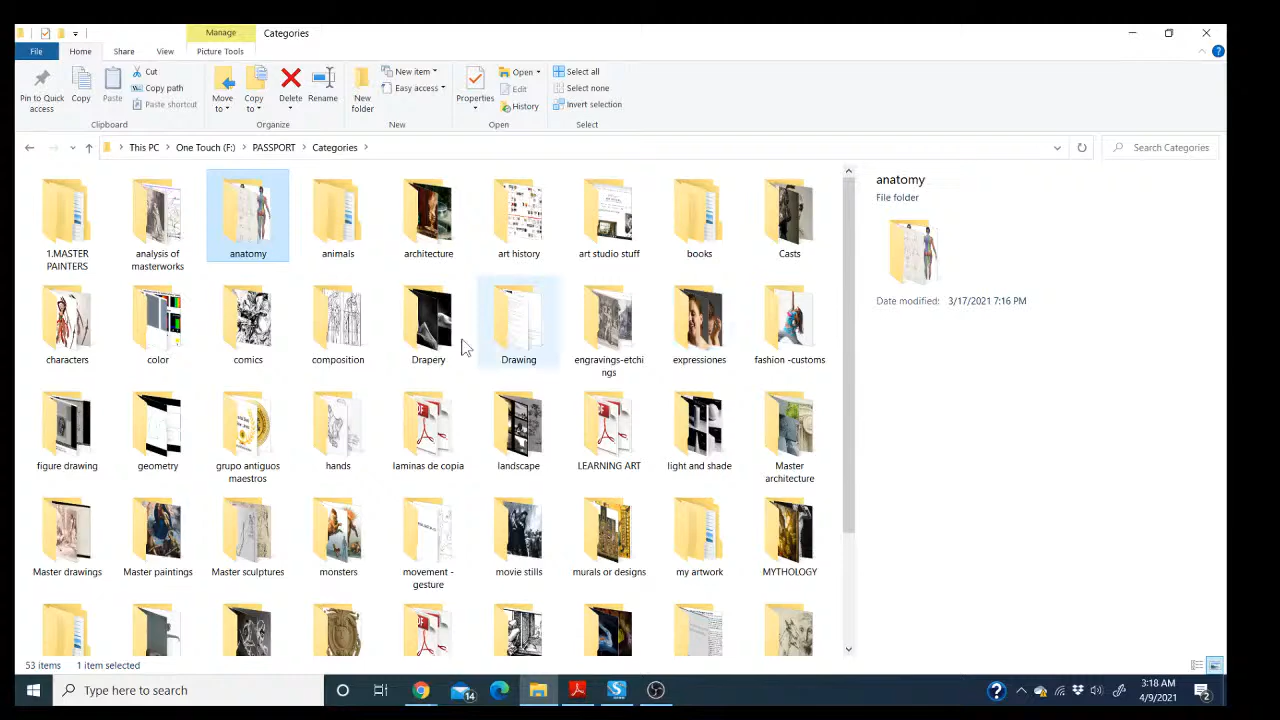 Manage
Categories
File
Home
Share
View
Picture Tools
Pin to Quick
access
Copy
Paste
Cut
Copy path
Paste shortcut
Clipboard
Move
to
Copy
to
Delete
Rename
Organize
New
folder
New item
Easy access
New
Properties
Open
Edit
History
Open
Select all
Select none
Invert selection
Select
This PC
One Touch (F:)
PASSPORT
Categories
Search Categories
1.MASTER
PAINTERS
analysis of
masterworks
anatomy
animals
architecture
art history
art studio stuff
books
Casts
characters
color
comics
composition
Drapery
Drawing
engravings-etchi
ngs
expressiones
fashion -customs
figure drawing
geometry
grupo antiguos
maestros
hands
laminas de copia
landscape
LEARNING ART
light and shade
Master
architecture
Master drawings
Master paintings
Master sculptures
monsters
movement -
gesture
movie stills
murals or designs
my artwork
MYTHOLOGY
anatomy
File folder
Date modified: 3/17/2021 7:16 PM
53 items
1 item selected
Type here to search
14
3:18 AM
4/9/2021
2